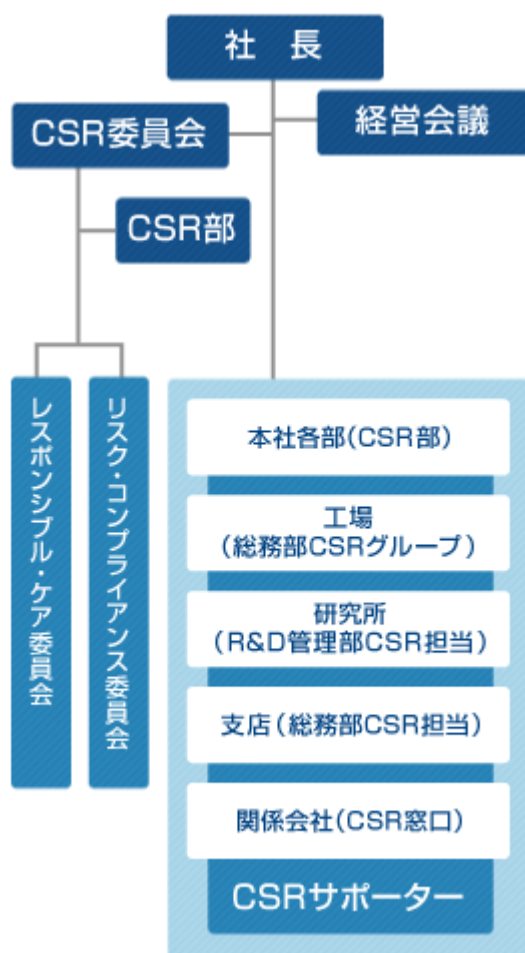 社 長
経営会議
CSR委員会
CSR部
レスポンシブル・ケア委員会
リスク・コンプライアンス委員会
本社各部(CSR部)
工場
(総務部CSRグループ)
研究所
(R&D管理部CSR担当)
支店(総務部CSR担当)
関係会社(CSR窓口)
CSRサポーター